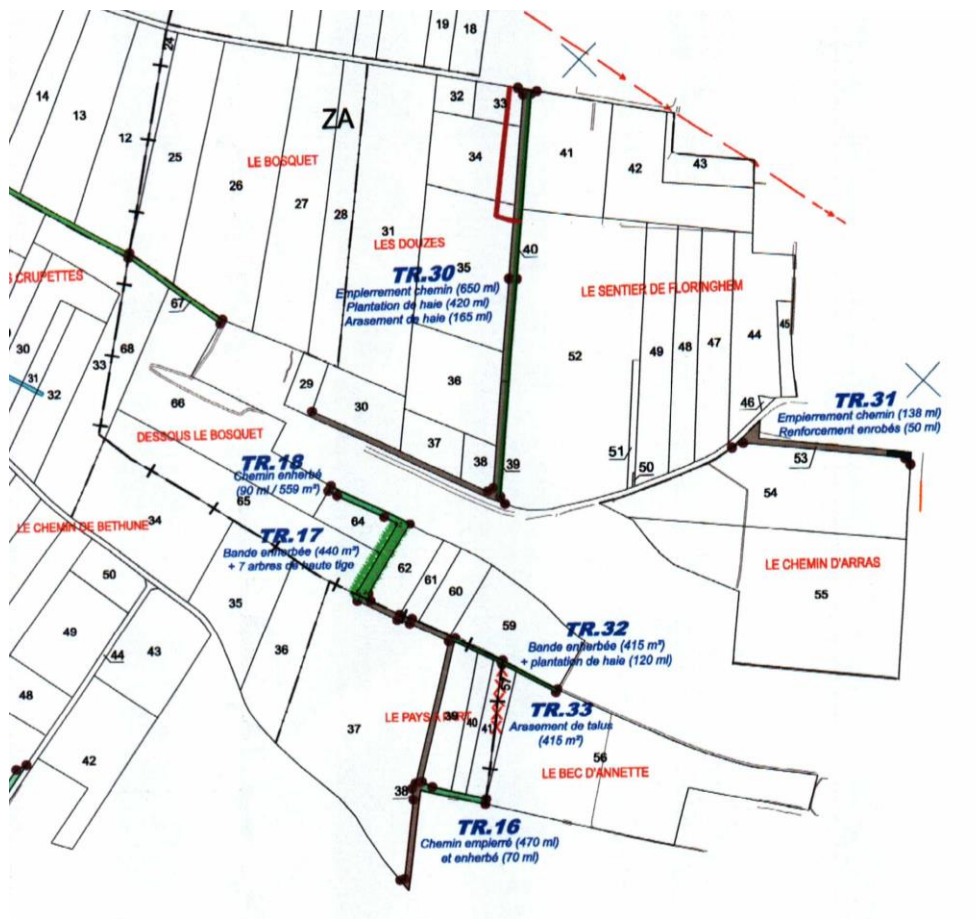 19
18
24
14
13
12
32
33
ZA
25
LE BOSQUET
34
41
43
42
26
27
28
31
LES DOUZES
40
35
TR.30
Empierrement chemin (650 ml)
Plantation de haie (420 ml)
Arasement de haie (165 ml)
LE SENTIER DE FLORINGHEM
CRUPETTES
67
68
33
30
31
32
52
49
48
47
44
45
36
66
29
30
37
38
39
46
TR.31
Empierrement chemin (138 ml)
Renforcement enrobés (50 ml)
53
51
50
54
DESSOUS LE BOSQUET
TR.18
Chemin enherbé
(90 ml / 559 m²)
65
64
LE CHEMIN DE BETHUNE
34
TR.17
Bande enherbée (440 m²)
+ 7 arbres de haute tige
62
61
60
59
LE CHEMIN D'ARRAS
55
50
49
44
43
35
36
48
42
TR.32
Bande enherbée (415 m²)
+ plantation de haie (120 ml)
57
TR.33
Arasement de talus
(415 m²)
LE PAYS A PART
39
40
41
37
56
LE BEC D'ANNETTE
38
TR.16
Chemin empierré (470 ml)
et enherbé (70 ml)